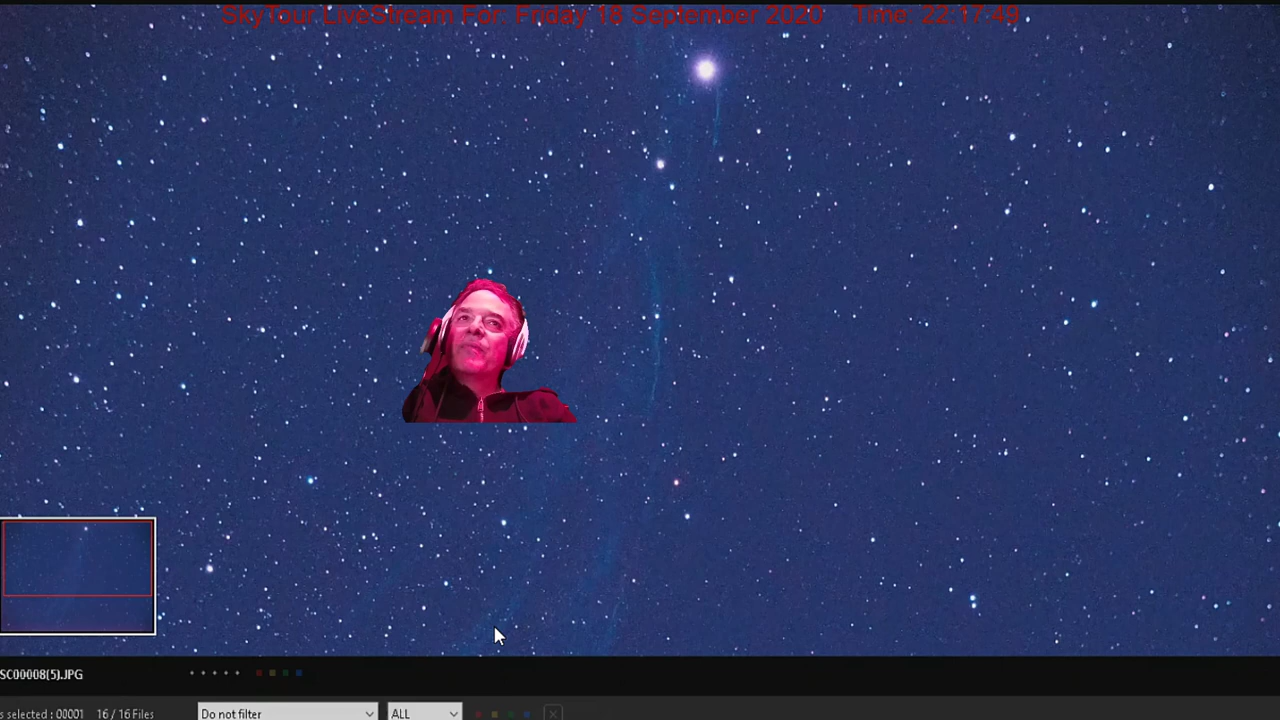 SkyTour LiveStream For: Friday 18 September 2020 Time: 22:17:49
SC00008(5).JPG
s selected : 00001 16 / 16 Files Do not filter ALL